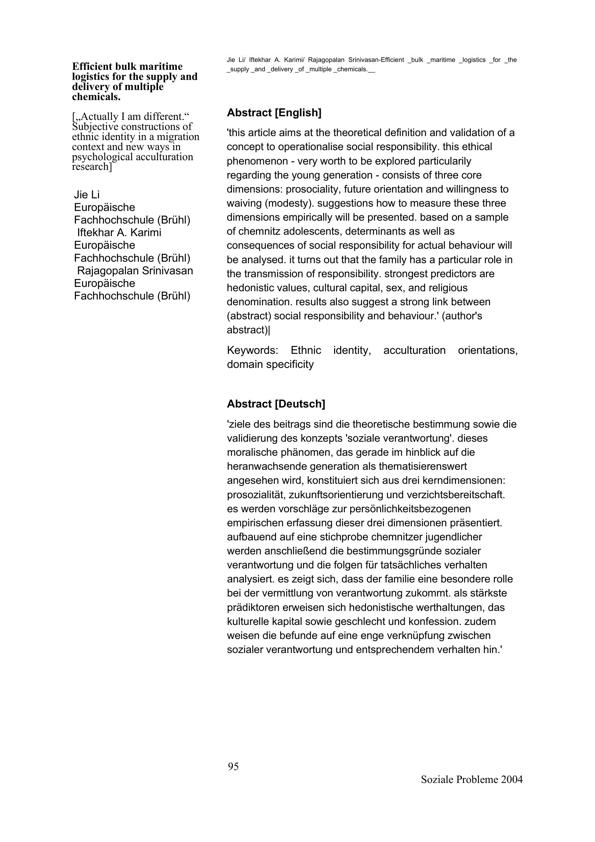 Efficient bulk maritime
logistics for the supply and
delivery of multiple
chemicals.
[„Actually I am different.“
Subjective constructions of
ethnic identity in a migration
context and new ways in
psychological acculturation
research]
Jie Li
Europäische
Fachhochschule (Brühl)
Iftekhar A. Karimi
Europäische
Fachhochschule (Brühl)
Rajagopalan Srinivasan
Europäische
Fachhochschule (Brühl)
Jie Li/ Iftekhar A. Karimi/ Rajagopalan Srinivasan-Efficient _bulk _maritime _logistics _for _the
_supply _and _delivery _of _multiple _chemicals.__
Abstract [English]
'this article aims at the theoretical definition and validation of a
concept to operationalise social responsibility. this ethical
phenomenon - very worth to be explored particularily
regarding the young generation - consists of three core
dimensions: prosociality, future orientation and willingness to
waiving (modesty). suggestions how to measure these three
dimensions empirically will be presented. based on a sample
of chemnitz adolescents, determinants as well as
consequences of social responsibility for actual behaviour will
be analysed. it turns out that the family has a particular role in
the transmission of responsibility. strongest predictors are
hedonistic values, cultural capital, sex, and religious
denomination. results also suggest a strong link between
(abstract) social responsibility and behaviour.' (author's
abstract)|
Keywords: Ethnic identity, acculturation orientations,
domain specificity
Abstract [Deutsch]
'ziele des beitrags sind die theoretische bestimmung sowie die
validierung des konzepts 'soziale verantwortung'. dieses
moralische phänomen, das gerade im hinblick auf die
heranwachsende generation als thematisierenswert
angesehen wird, konstituiert sich aus drei kerndimensionen:
prosozialität, zukunftsorientierung und verzichtsbereitschaft.
es werden vorschläge zur persönlichkeitsbezogenen
empirischen erfassung dieser drei dimensionen präsentiert.
aufbauend auf eine stichprobe chemnitzer jugendlicher
werden anschließend die bestimmungsgründe sozialer
verantwortung und die folgen für tatsächliches verhalten
analysiert. es zeigt sich, dass der familie eine besondere rolle
bei der vermittlung von verantwortung zukommt. als stärkste
prädiktoren erweisen sich hedonistische werthaltungen, das
kulturelle kapital sowie geschlecht und konfession. zudem
weisen die befunde auf eine enge verknüpfung zwischen
sozialer verantwortung und entsprechendem verhalten hin.'
95
Soziale Probleme 2004